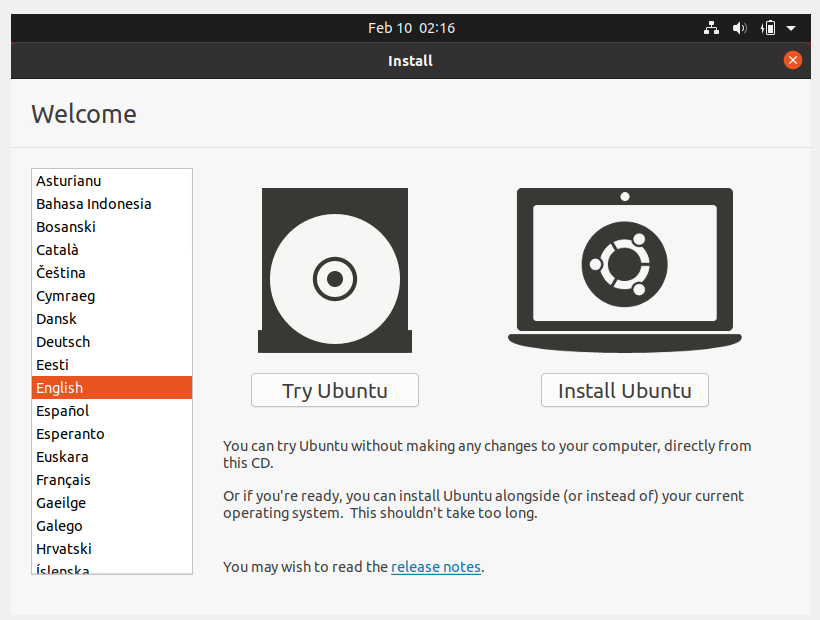 Feb 10  02:16
Install
Welcome
Asturianu
Bahasa Indonesia
Bosanski
Català
Čeština
Cymraeg
Dansk
Deutsch
Eesti
English
Español
Esperanto
Euskara
Français
Gaeilge
Galego
Hrvatski
Íslenska
Try Ubuntu
Install Ubuntu
You can try Ubuntu without making any changes to your computer, directly from
this CD.
Or if you're ready, you can install Ubuntu alongside (or instead of) your current
operating system.  This shouldn't take too long.
You may wish to read the release notes.